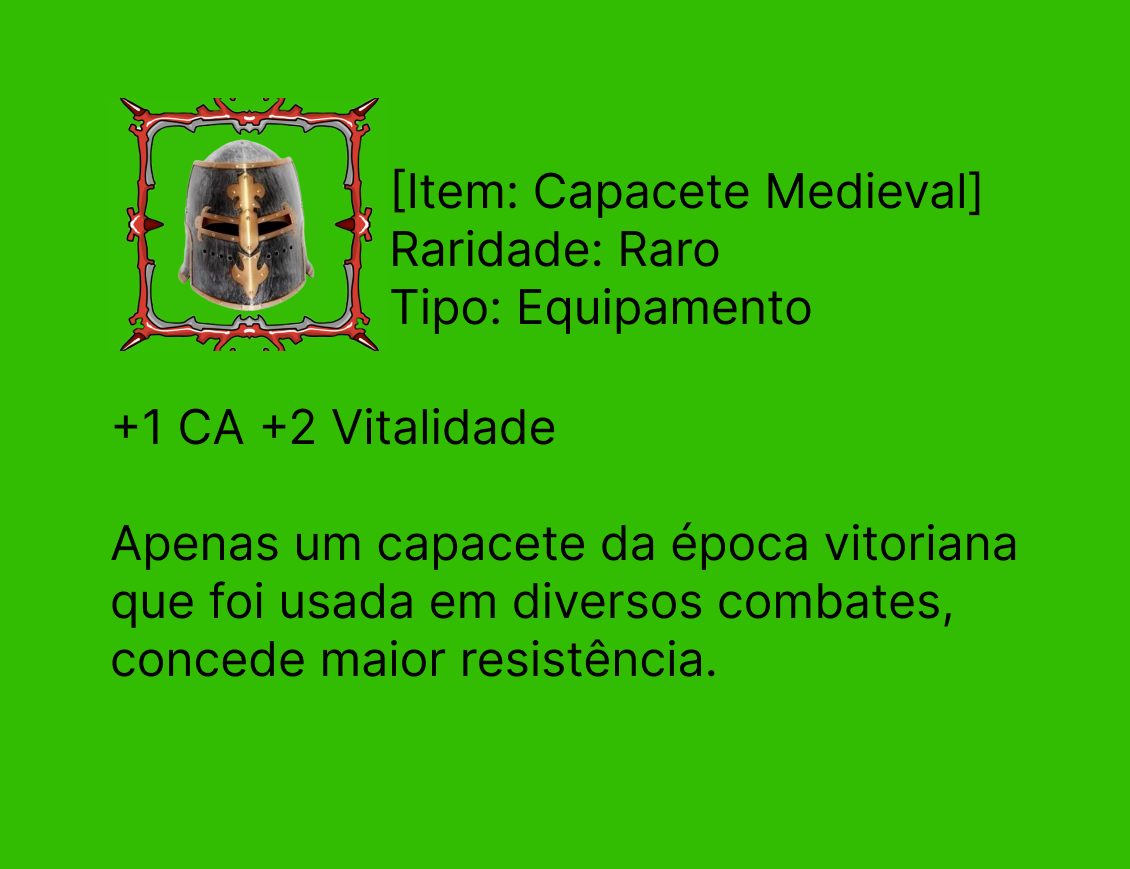 [Item: Capacete Medieval]
Raridade: Raro
Tipo: Equipamento
+1 CA +2 Vitalidade
Apenas um capacete da época vitoriana
que foi usada em diversos combates,
concede maior resistência.